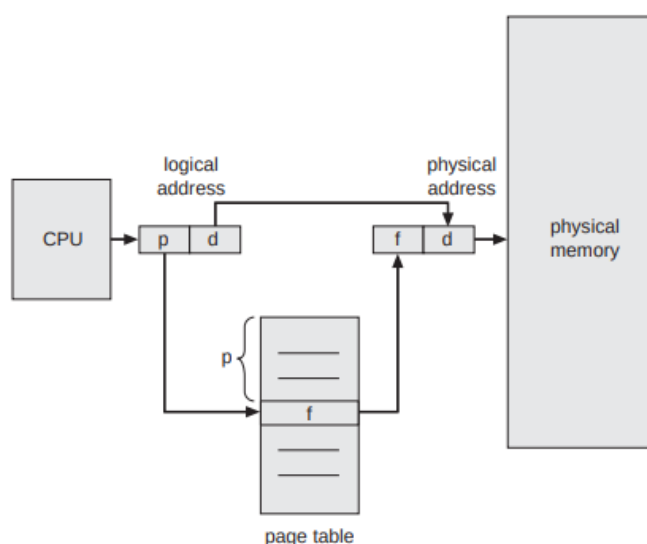 logical
address
physical
address
CPU
p
d
f
d
physical
memory
p
f
page table